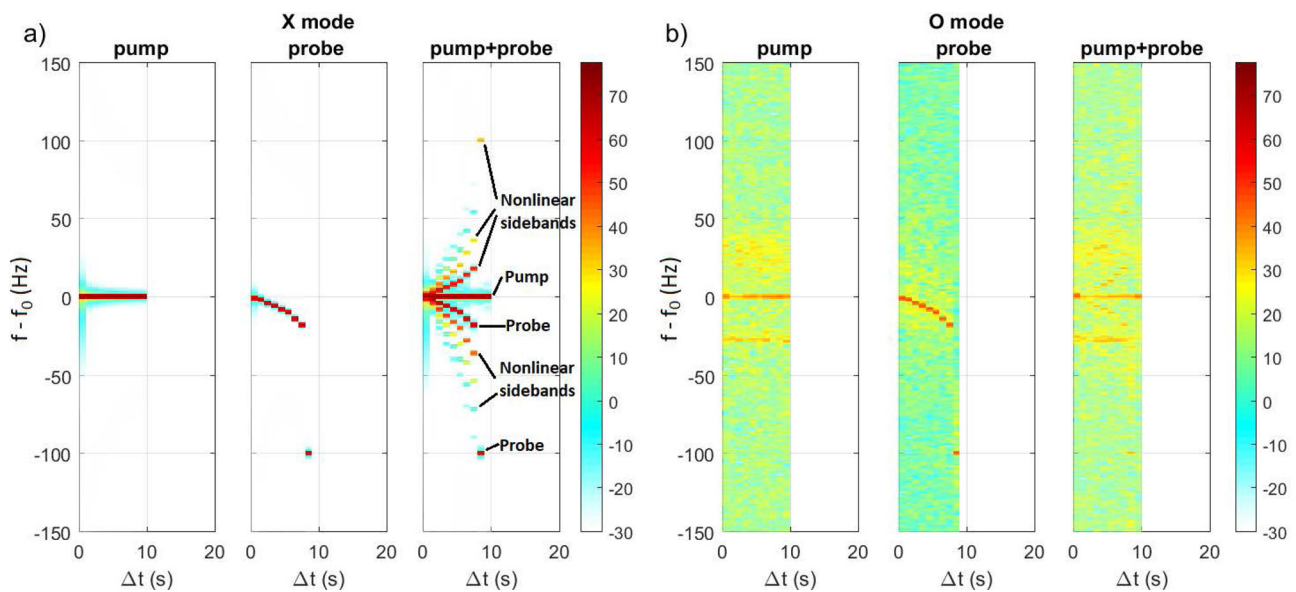 a)
X mode
pump
probe
pump+probe
f - f0 (Hz)
150
100
50
0
-50
-100
-150
0 10 20
Δt (s)
0 10 20
Δt (s)
0 10 20
Δt (s)
Nonlinear
sidebands
Pump
Probe
Nonlinear
sidebands
Probe
70
60
50
40
30
20
10
0
-10
-20
-30
b)
O mode
pump
probe
pump+probe
f - f0 (Hz)
150
100
50
0
-50
-100
-150
0 10 20
Δt (s)
0 10 20
Δt (s)
0 10 20
Δt (s)
70
60
50
40
30
20
10
0
-10
-20
-30